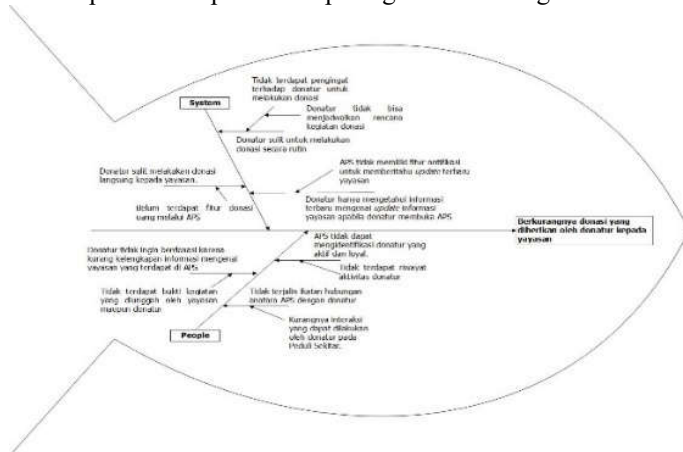 Tidak terdapat pengingat
terhadap donatur untuk
melakukan donasi
System
Donatur tidak bisa
menjadwalkan rencana
kegiatan donasi
Donatur sulit untuk melakukan
donasi secara rutin
APS tidak memiliki fitur notifikasi
untuk memberitahu update terbaru
yayasan
Donatur sulit melakukan donasi
langsung kepada yayasan.
Donatur hanya mengetahui informasi
terbaru mengenai update informasi
yayasan apabila donatur membuka APS
Belum terdapat fitur donasi
uang melalui APS
Berkurangnya donasi yang
diberikan oleh donatur kepada
yayasan
APS tidak dapat
mengidentifikasi donatur yang
aktif dan loyal.
Donatur tidak ingin berdonasi karena
kurang kelengkapan informasi mengenai
yayasan yang terdapat di APS
Tidak terdapat riwayat
aktivitas donatur
Tidak terdapat bukti kegiatan
yang diunggah oleh yayasan
maupun donatur
Tidak terjalin ikatan hubungan
anatara APS dengan donatur
Kurangnya interaksi
yang dapat dilakukan
oleh donatur pada
Peduli Sekitar.
People